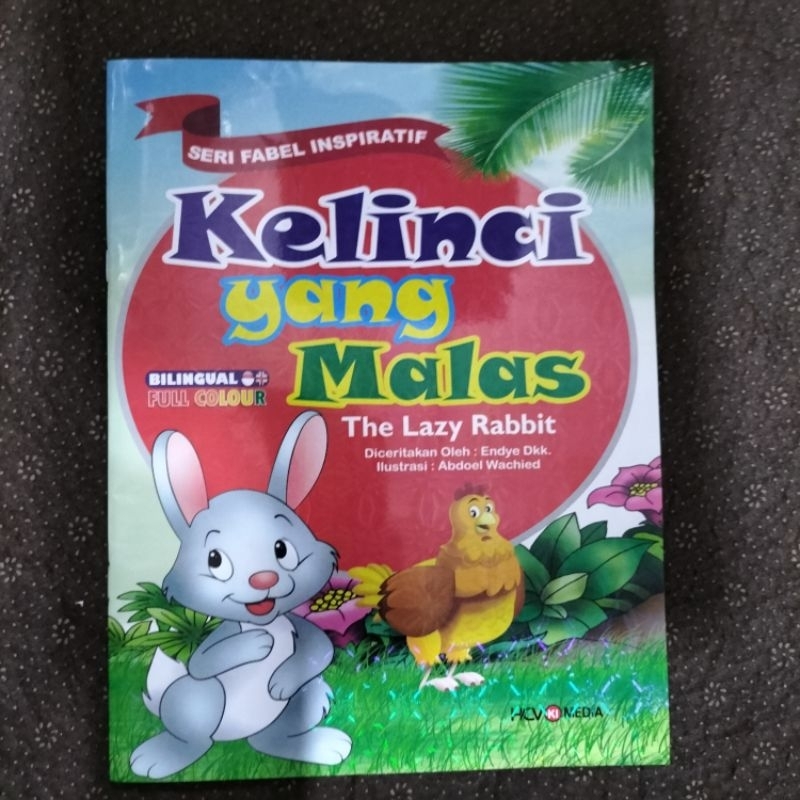 SERI FABEL INSPIRATIF
Kelinci
yang
Malas
BILINGUAL
FULL COLOUR
The Lazy Rabbit
Diceritakan Oleh : Endye Dkk.
Ilustrasi : Abdoel Wachied
MEDIA